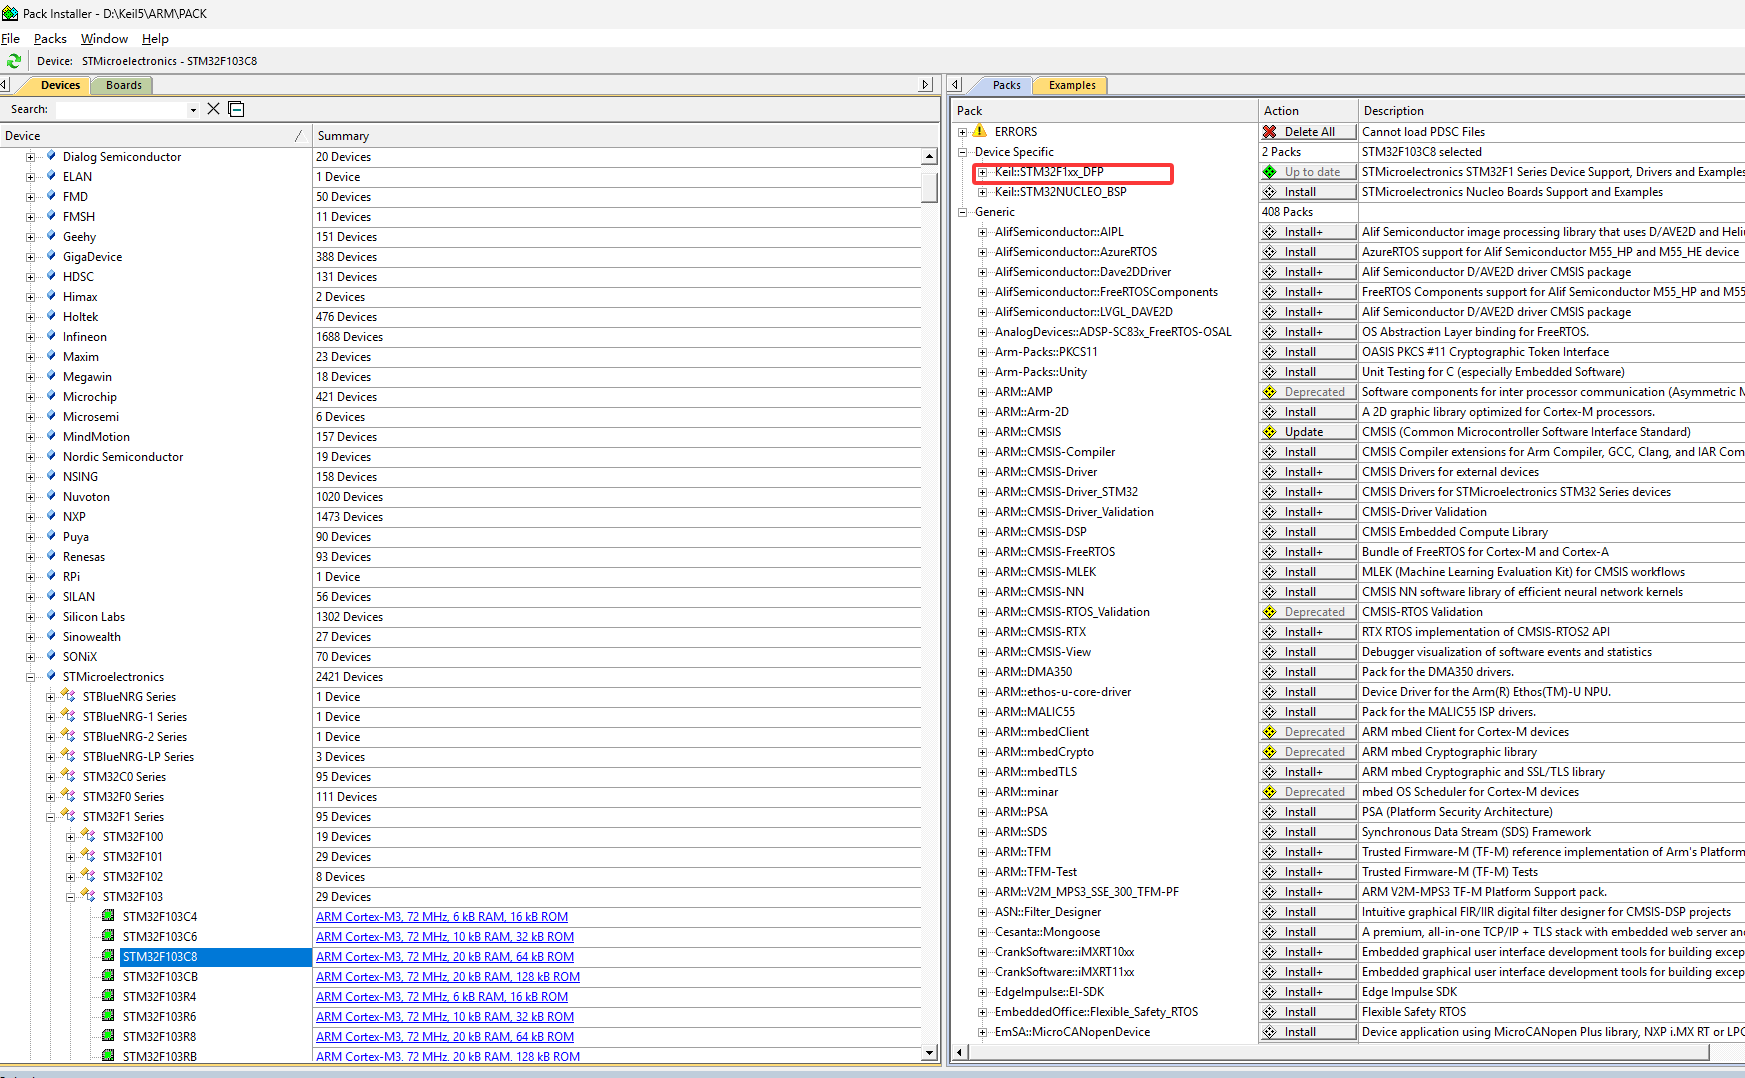 Pack Installer - D:\Keil5\ARM\PACK
File Packs Window Help
Device: STMicroelectronics - STM32F103C8
Devices Boards
Search:
Device Summary
Dialog Semiconductor 20 Devices
ELAN 1 Device
FMD 50 Devices
FMSH 11 Devices
Geehy 151 Devices
GigaDevice 388 Devices
HDSC 131 Devices
Himax 2 Devices
Holtek 476 Devices
Infineon 1688 Devices
Maxim 23 Devices
Megawin 18 Devices
Microchip 421 Devices
Microsemi 6 Devices
MindMotion 157 Devices
Nordic Semiconductor 19 Devices
NSING 158 Devices
Nuvoton 1020 Devices
NXP 1473 Devices
Puya 90 Devices
Renesas 93 Devices
RPi 1 Device
SILAN 56 Devices
Silicon Labs 1302 Devices
Sinowealth 27 Devices
SONiX 70 Devices
STMicroelectronics 2421 Devices
STBlueNRG Series 1 Device
STBlueNRG-1 Series 1 Device
STBlueNRG-2 Series 1 Device
STBlueNRG-LP Series 3 Devices
STM32C0 Series 95 Devices
STM32F0 Series 111 Devices
STM32F1 Series 95 Devices
STM32F100 19 Devices
STM32F101 29 Devices
STM32F102 8 Devices
STM32F103 29 Devices
STM32F103C4 ARM Cortex-M3, 72 MHz, 6 kB RAM, 16 kB ROM
STM32F103C6 ARM Cortex-M3, 72 MHz, 10 kB RAM, 32 kB ROM
STM32F103C8 ARM Cortex-M3, 72 MHz, 20 kB RAM, 64 kB ROM
STM32F103CB ARM Cortex-M3, 72 MHz, 20 kB RAM, 128 kB ROM
STM32F103R4 ARM Cortex-M3, 72 MHz, 6 kB RAM, 16 kB ROM
STM32F103R6 ARM Cortex-M3, 72 MHz, 10 kB RAM, 32 kB ROM
STM32F103R8 ARM Cortex-M3, 72 MHz, 20 kB RAM, 64 kB ROM
STM32F103RB ARM Cortex-M3, 72 MHz, 20 kB RAM, 128 kB ROM
Packs Examples
Pack Action Description
ERRORS Delete All Cannot load PDSC Files
Device Specific 2 Packs STM32F103C8 selected
Keil::STM32F1xx_DFP Up to date STMicroelectronics STM32F1 Series Device Support, Drivers and Examples
Keil::STM32NUCLEO_BSP Install STMicroelectronics Nucleo Boards Support and Examples
Generic 408 Packs
AlifSemiconductor::AIPL Install+ Alif Semiconductor image processing library that uses D/AVE2D and Heli
AlifSemiconductor::AzureRTOS Install AzureRTOS support for Alif Semiconductor M55_HP and M55_HE device
AlifSemiconductor::Dave2DDriver Install+ Alif Semiconductor D/AVE2D driver CMSIS package
AlifSemiconductor::FreeRTOSComponents Install+ FreeRTOS Components support for Alif Semiconductor M55_HP and M55
AlifSemiconductor::LVGL_DAVE2D Install+ Alif Semiconductor D/AVE2D driver CMSIS package
AnalogDevices::ADSP-SC83x_FreeRTOS-OSAL Install+ OS Abstraction Layer binding for FreeRTOS.
Arm-Packs::PKCS11 Install OASIS PKCS #11 Cryptographic Token Interface
Arm-Packs::Unity Install Unit Testing for C (especially Embedded Software)
ARM::AMP Deprecated Software components for inter processor communication (Asymmetric M
ARM::Arm-2D Install A 2D graphic library optimized for Cortex-M processors.
ARM::CMSIS Update CMSIS (Common Microcontroller Software Interface Standard)
ARM::CMSIS-Compiler Install CMSIS Compiler extensions for Arm Compiler, GCC, Clang, and IAR Com
ARM::CMSIS-Driver Install+ CMSIS Drivers for external devices
ARM::CMSIS-Driver_STM32 Install+ CMSIS Drivers for STMicroelectronics STM32 Series devices
ARM::CMSIS-Driver_Validation Install+ CMSIS-Driver Validation
ARM::CMSIS-DSP Install CMSIS Embedded Compute Library
ARM::CMSIS-FreeRTOS Install+ Bundle of FreeRTOS for Cortex-M and Cortex-A
ARM::CMSIS-MLEK Install MLEK (Machine Learning Evaluation Kit) for CMSIS workflows
ARM::CMSIS-NN Install CMSIS NN software library of efficient neural network kernels
ARM::CMSIS-RTOS_Validation Deprecated CMSIS-RTOS Validation
ARM::CMSIS-RTX Install+ RTX RTOS implementation of CMSIS-RTOS2 API
ARM::CMSIS-View Install Debugger visualization of software events and statistics
ARM::DMA350 Install Pack for the DMA350 drivers.
ARM::ethos-u-core-driver Install Device Driver for the Arm(R) Ethos(TM)-U NPU.
ARM::MALIC55 Install Pack for the MALIC55 ISP drivers.
ARM::mbedClient Deprecated ARM mbed Client for Cortex-M devices
ARM::mbedCrypto Deprecated ARM mbed Cryptographic library
ARM::mbedTLS Install+ ARM mbed Cryptographic and SSL/TLS library
ARM::minar Deprecated mbed OS Scheduler for Cortex-M devices
ARM::PSA Install PSA (Platform Security Architecture)
ARM::SDS Install Synchronous Data Stream (SDS) Framework
ARM::TFM Install+ Trusted Firmware-M (TF-M) reference implementation of Arm's Platform
ARM::TFM-Test Install Trusted Firmware-M (TF-M) Tests
ARM::V2M_MPS3_SSE_300_TFM-PF Install+ ARM V2M-MPS3 TF-M Platform Support pack.
ASN::Filter_Designer Install Intuitive graphical FIR/IIR digital filter designer for CMSIS-DSP projects
Cesanta::Mongoose Install A premium, all-in-one TCP/IP + TLS stack with embedded web server and
CrankSoftware::iMXRT10xx Install+ Embedded graphical user interface development tools for building excep
CrankSoftware::iMXRT11xx Install+ Embedded graphical user interface development tools for building excep
EdgeImpulse::EI-SDK Install+ Edge Impulse SDK
EmbeddedOffice::Flexible_Safety_RTOS Install Flexible Safety RTOS
EmSA::MicroCANopenDevice Install Device application using MicroCANopen Plus library, NXP i.MX RT or LPC